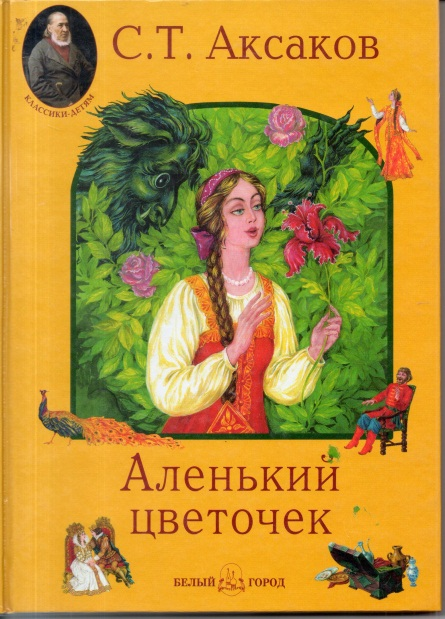 С.Т. Аксаков
КЛАССИКИ-ДЕТЯМ
Аленький
цветочек
БЕЛЫЙ ГОРОД